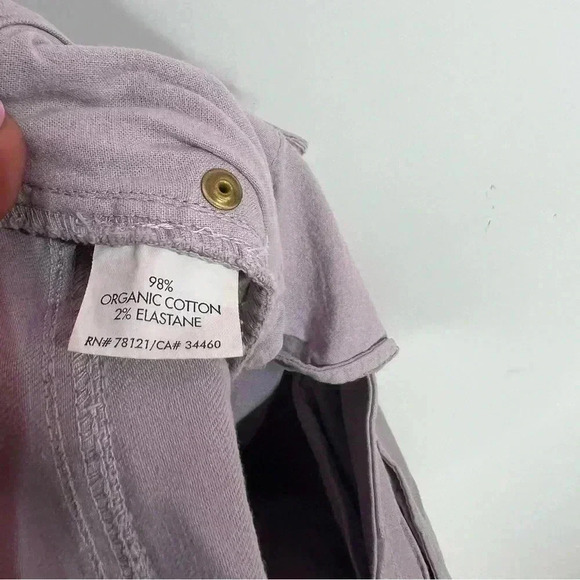 98%
ORGANIC COTTON
2% ELASTANE
RN# 78121/CA# 34460